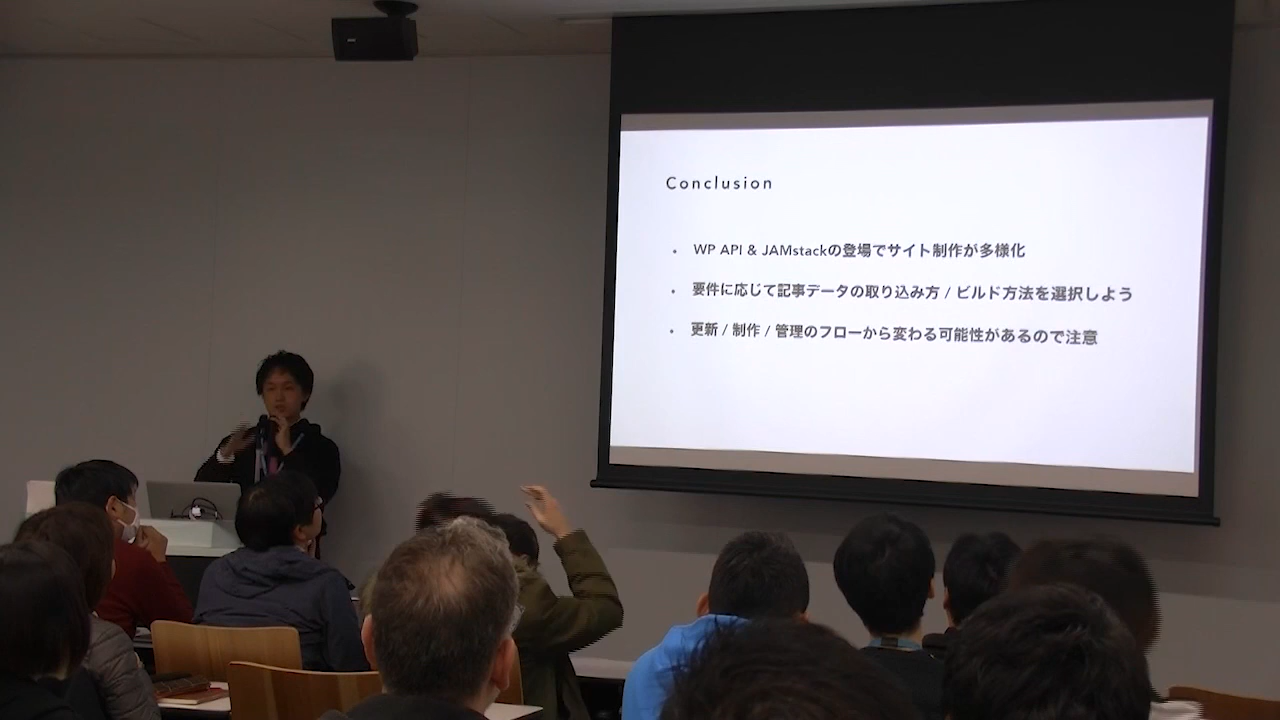 Conclusion
• WP API & JAMstackの登場でサイト制作が多様化
• 要件に応じて記事データの取り込み方 / ビルド方法を選択しよう
• 更新 / 制作 / 管理のフローから変わる可能性があるので注意